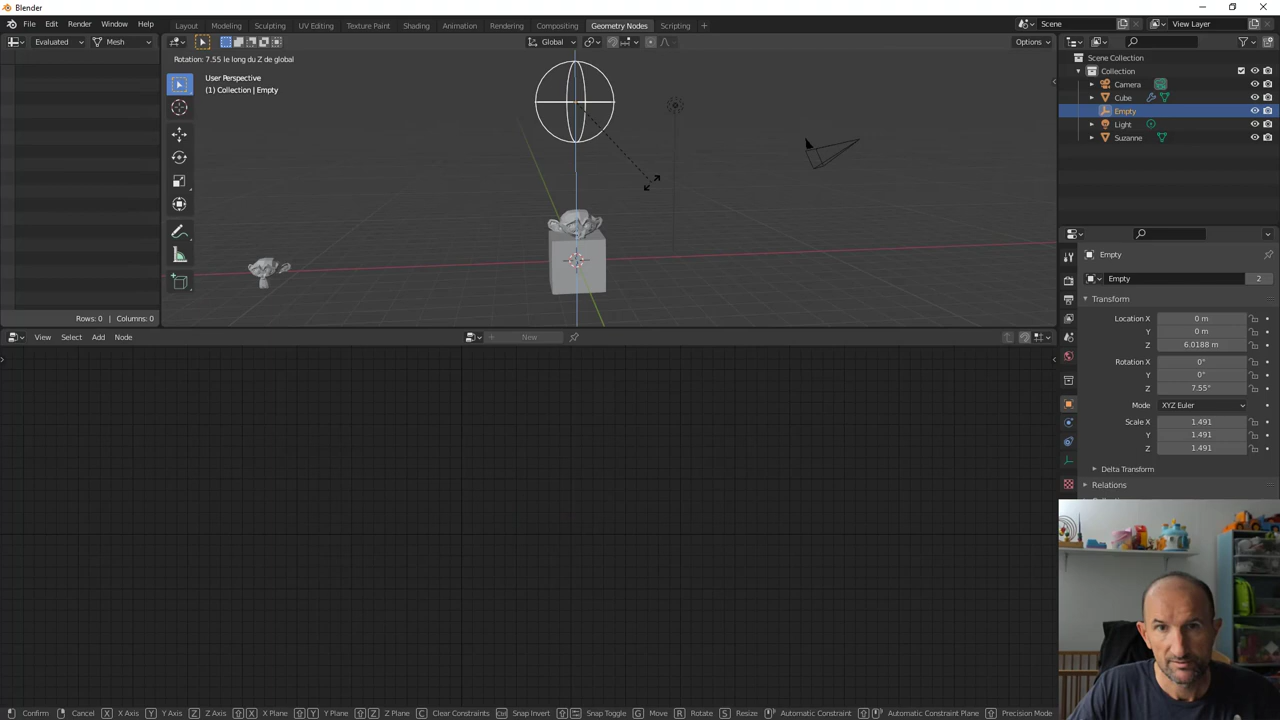 Blender
File Edit Render Window Help
Layout Modeling Sculpting UV Editing Texture Paint Shading Animation Rendering Compositing Geometry Nodes Scripting +
Scene
View Layer
Evaluated Mesh
Global
Options
Rotation: 7.55 le long du Z de global
User Perspective
(1) Collection | Empty
Rows: 0 | Columns: 0
Scene Collection
Collection
Camera
Cube
Empty
Light
Suzanne
View Select Add Node
New
Empty
Empty 2
Transform
Location X 0 m
Y 0 m
Z 6.0188 m
Rotation X 0°
Y 0°
Z 7.55°
Mode XYZ Euler
Scale X 1.491
Y 1.491
Z 1.491
Delta Transform
Relations
Confirm Cancel X X Axis Y Y Axis Z Z Axis X X Plane Y Y Plane Z Z Plane C Clear Constraints Snap Invert Snap Toggle G Move R Rotate S Resize Automatic Constraint Automatic Constraint Plane Precision Mode